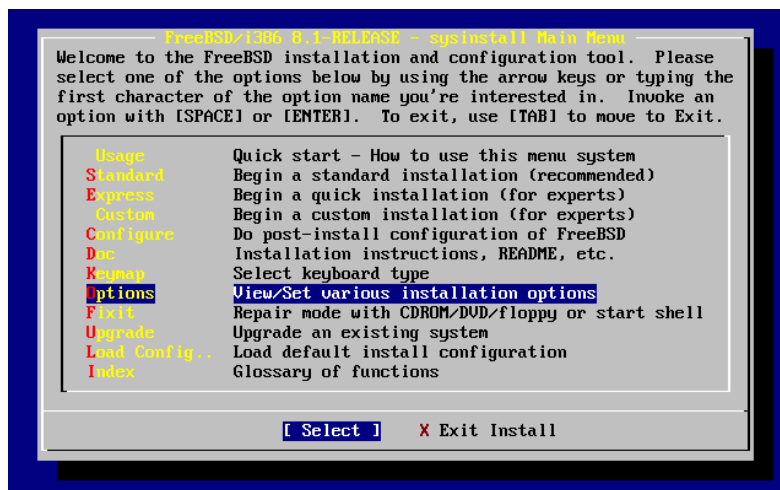 FreeBSD/i386 8.1-RELEASE - sysinstall Main Menu
Welcome to the FreeBSD installation and configuration tool.  Please
select one of the options below by using the arrow keys or typing the
first character of the option name you're interested in.  Invoke an
option with [SPACE] or [ENTER].  To exit, use [TAB] to move to Exit.
Usage Quick start - How to use this menu system
Standard Begin a standard installation (recommended)
Express Begin a quick installation (for experts)
Custom Begin a custom installation (for experts)
Configure Do post-install configuration of FreeBSD
Doc Installation instructions, README, etc.
Keymap Select keyboard type
Options View/Set various installation options
Fixit Repair mode with CDROM/DVD/floppy or start shell
Upgrade Upgrade an existing system
Load Config.. Load default install configuration
Index Glossary of functions
[ Select ] X Exit Install